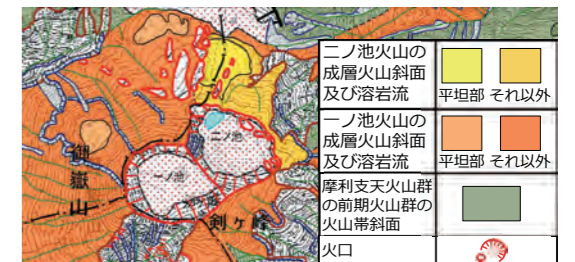 二ノ池火山の
成層火山斜面
及び溶岩流
平坦部 それ以外
一ノ池火山の
成層火山斜面
及び溶岩流
平坦部 それ以外
摩利支天火山群
の前期火山群の
火山帯斜面
火口
二ノ池
一ノ池
御嶽山
剣ヶ峰